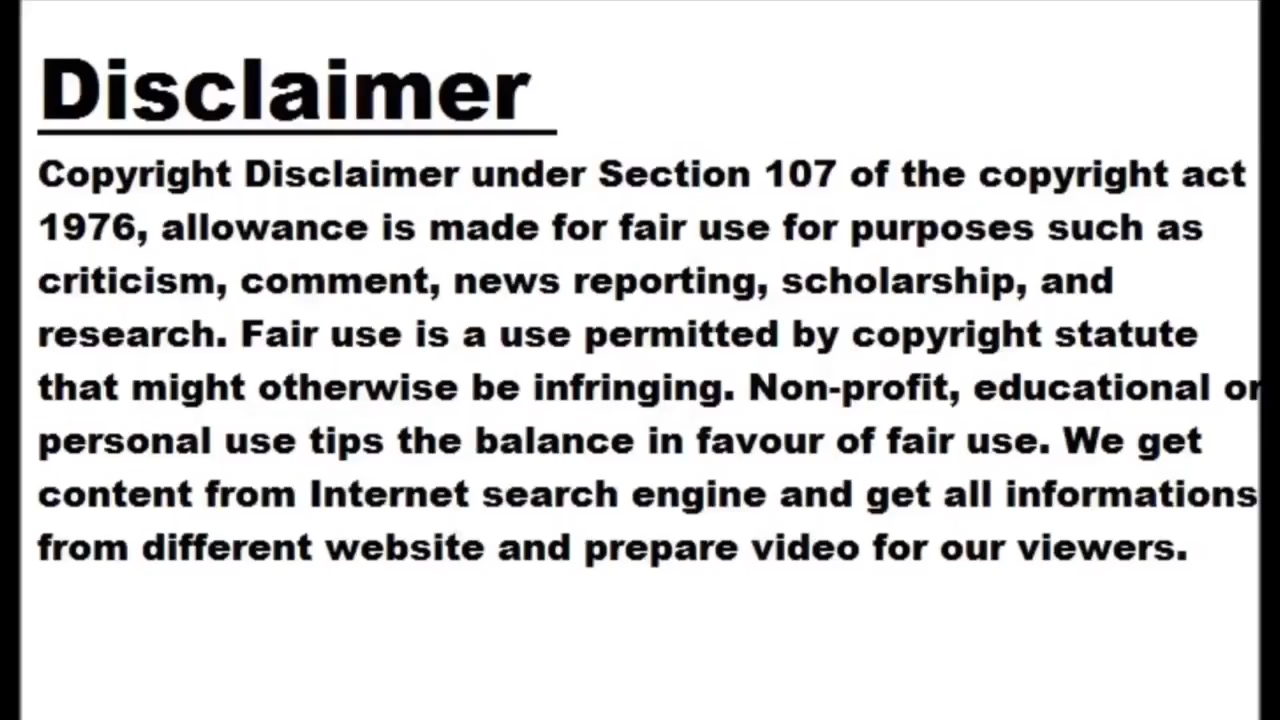 Disclaimer
Copyright Disclaimer under Section 107 of the copyright act
1976, allowance is made for fair use for purposes such as
criticism, comment, news reporting, scholarship, and
research. Fair use is a use permitted by copyright statute
that might otherwise be infringing. Non-profit, educational or
personal use tips the balance in favour of fair use. We get
content from Internet search engine and get all informations
from different website and prepare video for our viewers.